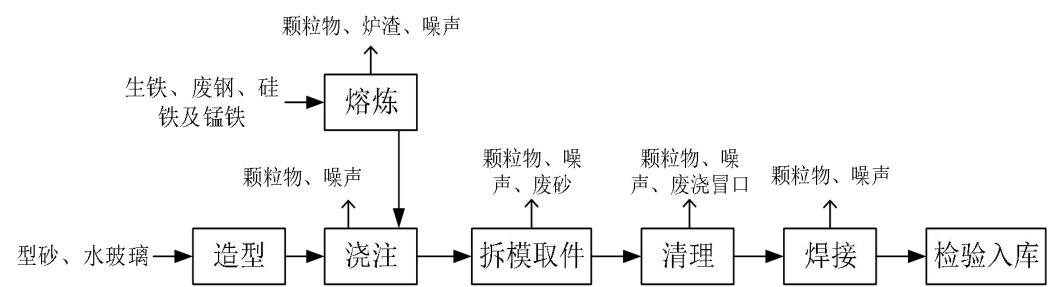 颗粒物、炉渣、噪声
生铁、废钢、硅
铁及锰铁
熔炼
颗粒物、噪声
颗粒物、噪
声、废砂
颗粒物、噪
声、废浇冒口
颗粒物、噪声
型砂、水玻璃
造型
浇注
拆模取件
清理
焊接
检验入库